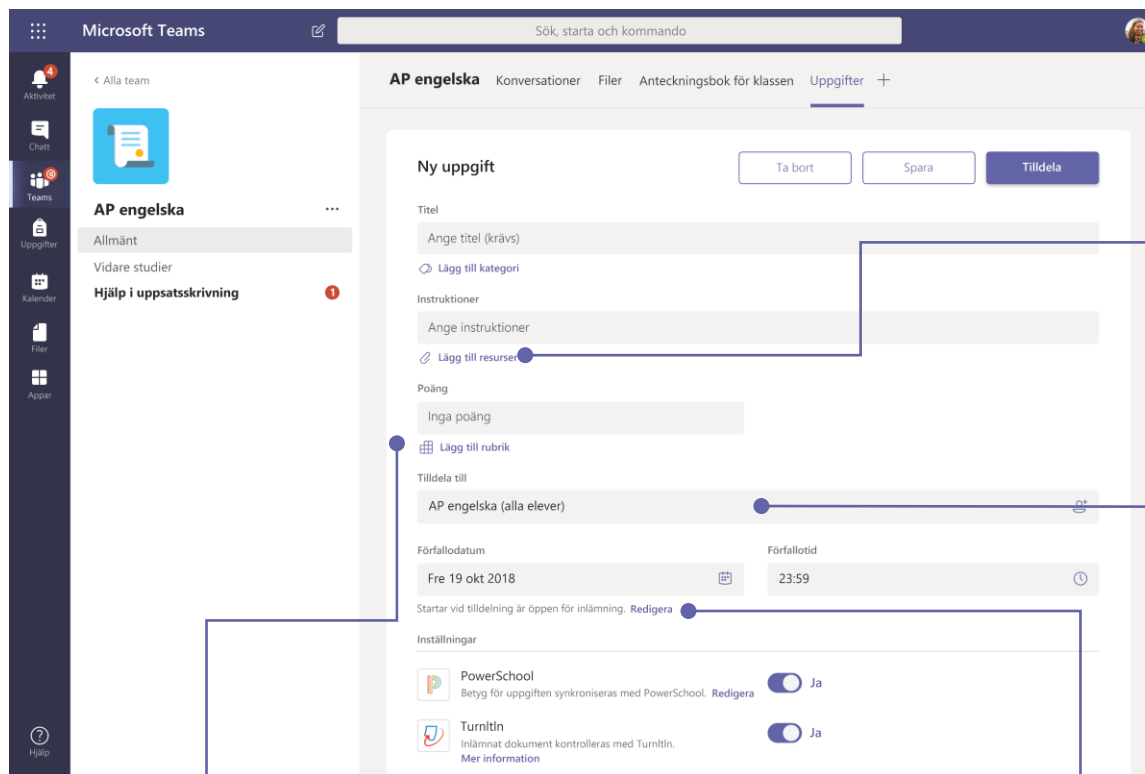 Microsoft Teams
Sök, starta och kommando
4
Aktivitet
Chatt
@
Teams
Uppgifter
Kalender
Filer
Appar
Hjälp
< Alla team
AP engelska ...
Allmänt
Vidare studier
Hjälp i uppsatsskrivning 1
AP engelska Konversationer Filer Anteckningsbok för klassen Uppgifter +
Ny uppgift Ta bort Spara Tilldela
Titel
Ange titel (krävs)
Lägg till kategori
Instruktioner
Ange instruktioner
Lägg till resurser
Poäng
Inga poäng
Lägg till rubrik
Tilldela till
AP engelska (alla elever)
Förfallodatum Förfallotid
Fre 19 okt 2018 23:59
Startar vid tilldelning är öppen för inlämning. Redigera
Inställningar
PowerSchool Ja
Betyg för uppgiften synkroniseras med PowerSchool. Redigera
TurnItIn Ja
Inlämnat dokument kontrolleras med TurnItIn.
Mer information